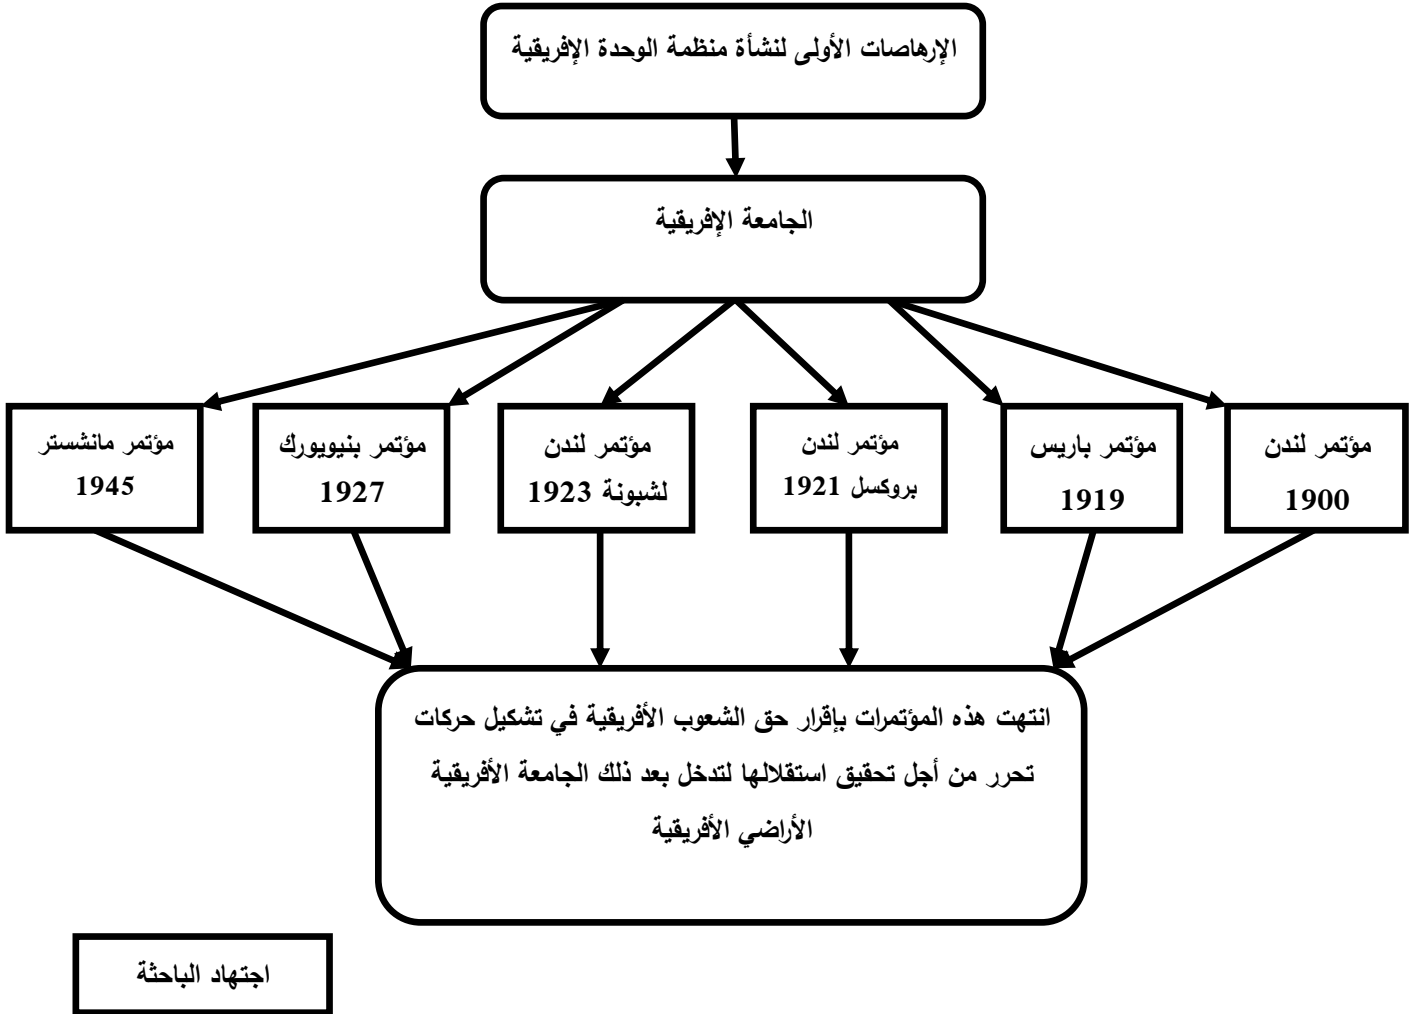 الإرهاصات الأولى لنشأة منظمة الوحدة الإفريقية
الجامعة الإفريقية
مؤتمر لندن
1900
مؤتمر باريس
1919
مؤتمر لندن
بروكسل 1921
مؤتمر لندن
لشبونة 1923
مؤتمر بنيويورك
1927
مؤتمر مانشستر
1945
انتهت هذه المؤتمرات بإقرار حق الشعوب الأفريقية في تشكيل حركات
تحرر من أجل تحقيق استقلالها لتدخل بعد ذلك الجامعة الأفريقية
الأراضي الأفريقية
اجتهاد الباحثة